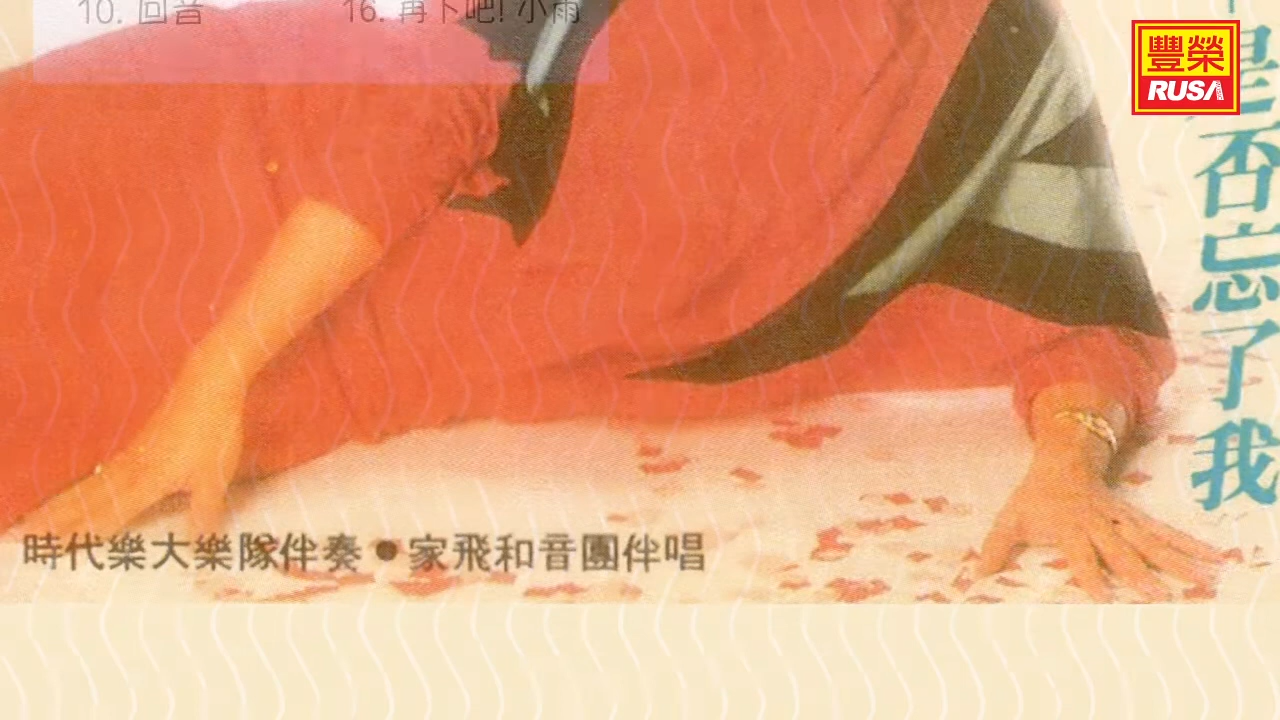 10. 回音
16. 再下吧! 小雨
豐榮
RUSA
是否忘了我
時代樂大樂隊伴奏●家飛和音團伴唱